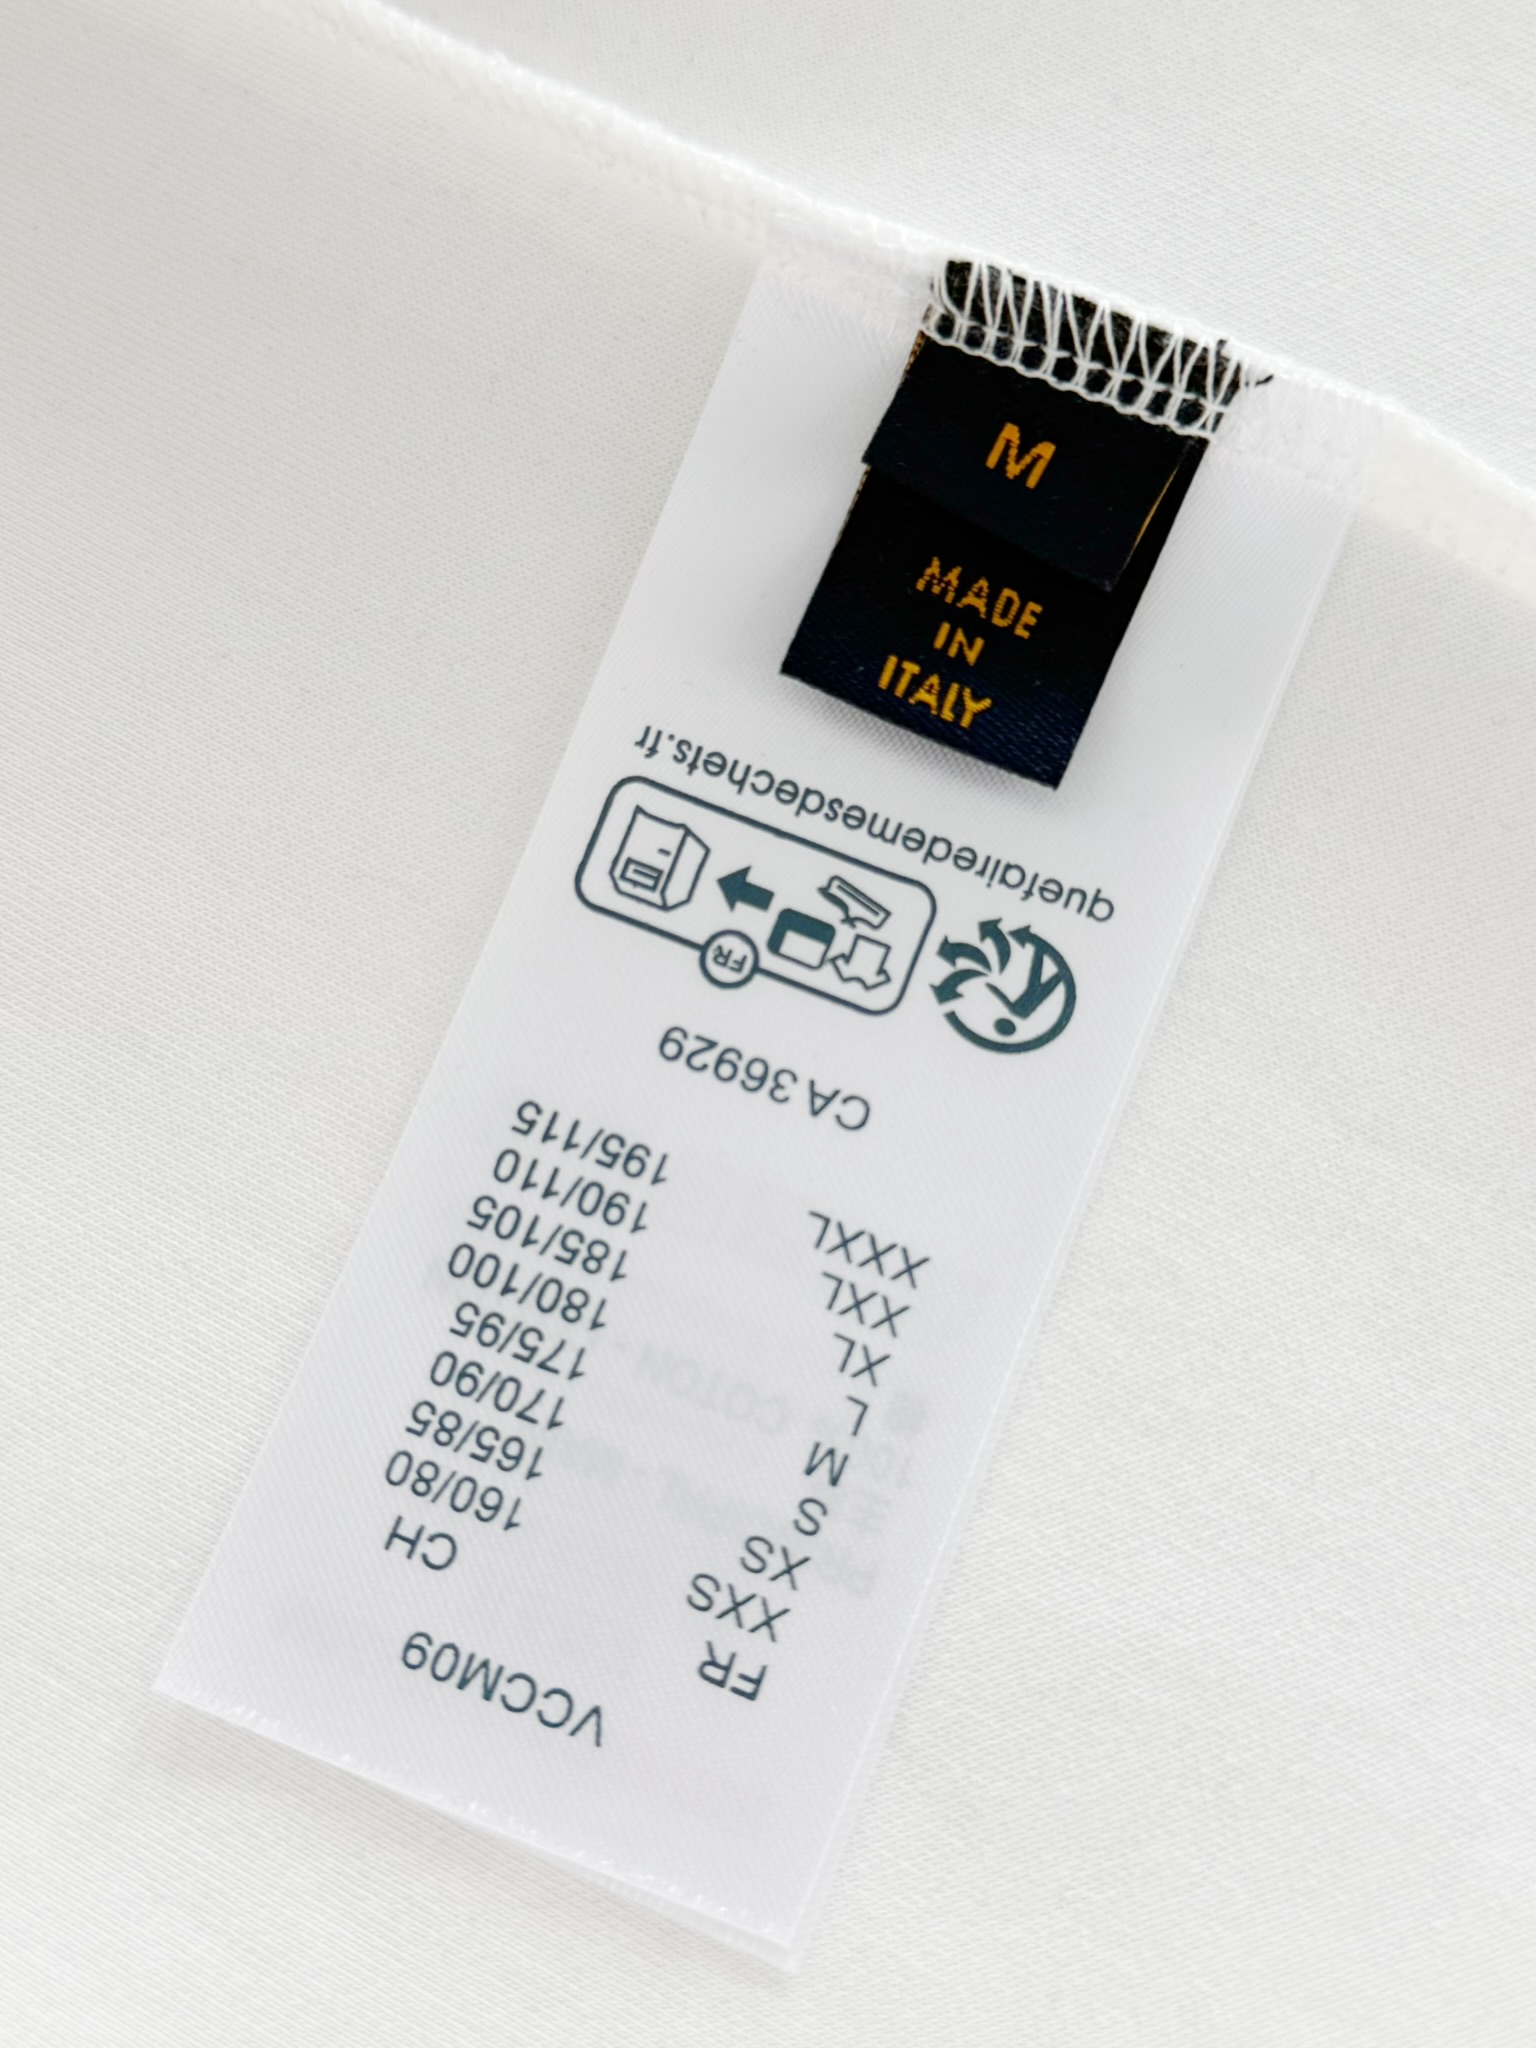 M
MADE
IN
ITALY
VCCM09
FR CH
XXS 160/80
XS 165/85
S 170/90
M 175/95
L 180/100
XL 185/105
XXL 190/110
XXXL 195/115
CA 36929
FR
quefairedemesdechets.fr